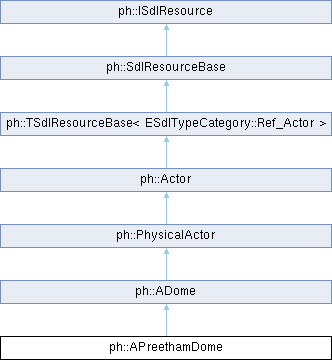 ph::ISdlResource
ph::SdlResourceBase
ph::TSdlResourceBase< ESdlTypeCategory::Ref_Actor >
ph::Actor
ph::PhysicalActor
ph::ADome
ph::APreethamDome